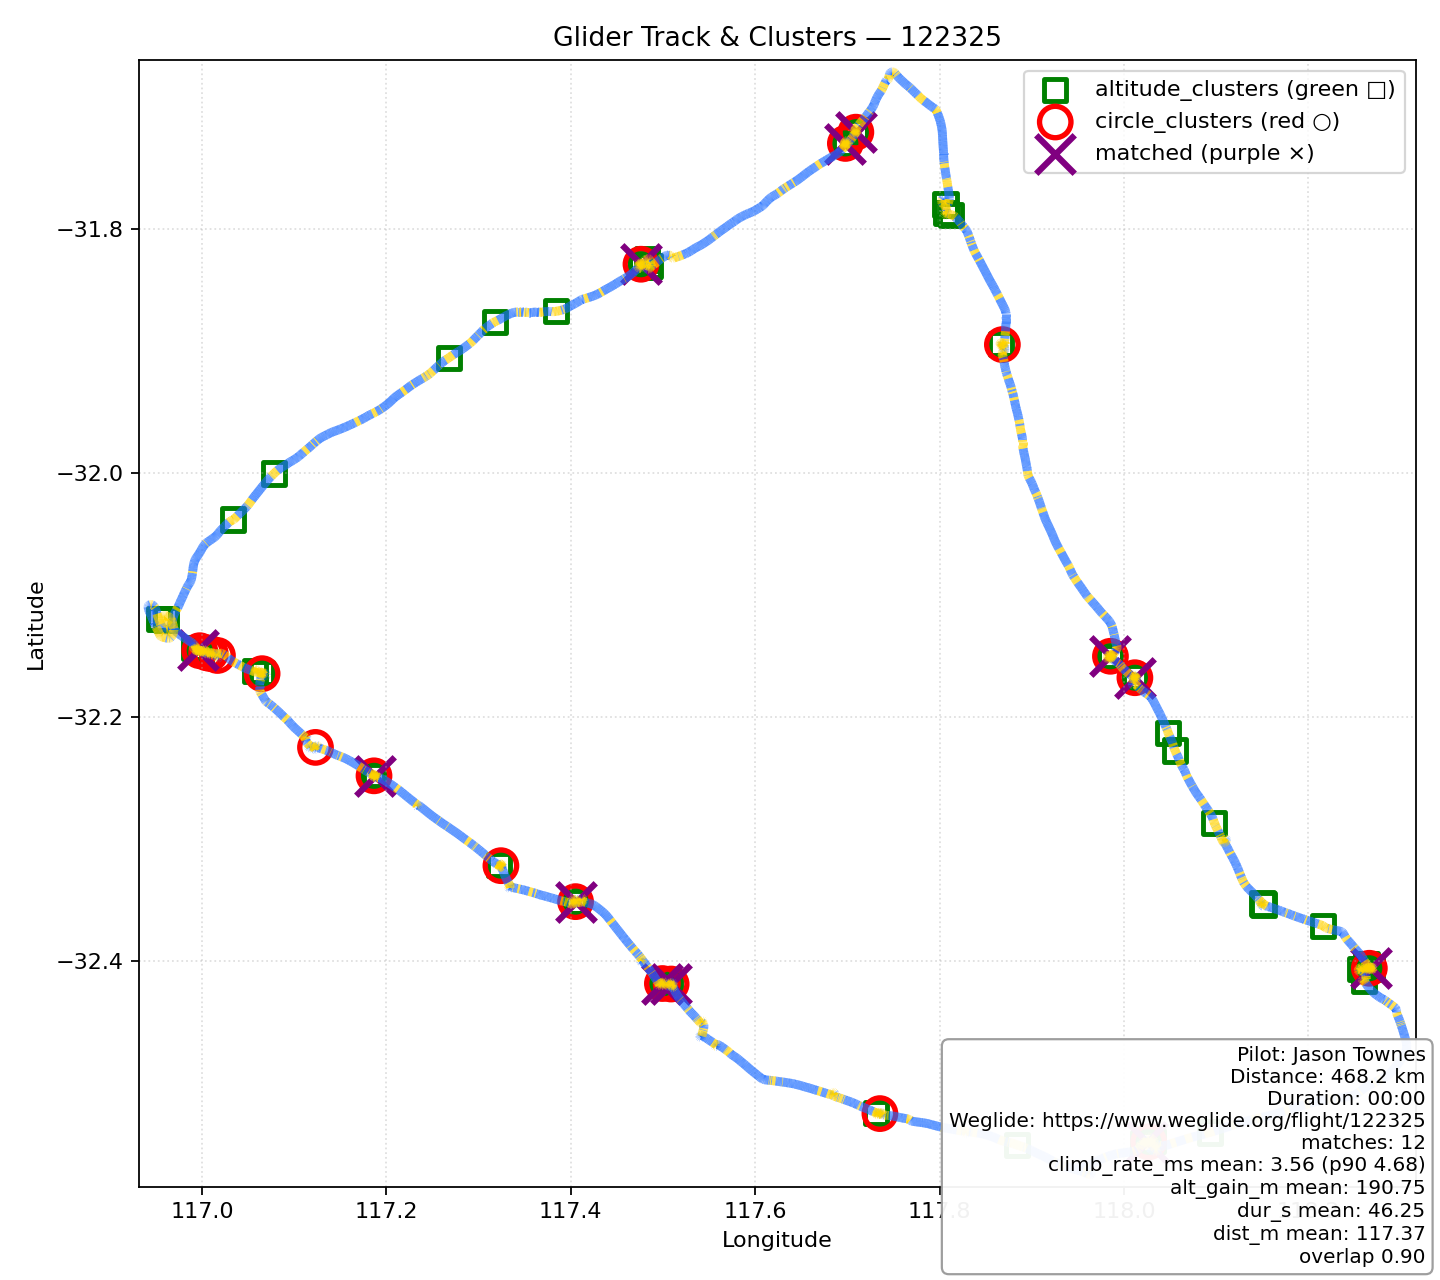 Glider Track & Clusters — 122325
altitude_clusters (green □)
circle_clusters (red ○)
matched (purple ×)
Latitude
−31.8
−32.0
−32.2
−32.4
117.0
117.2
117.4
117.6
117.8
118.0
Longitude
Pilot: Jason Townes
Distance: 468.2 km
Duration: 00:00
Weglide: https://www.weglide.org/flight/122325
matches: 12
climb_rate_ms mean: 3.56 (p90 4.68)
alt_gain_m mean: 190.75
dur_s mean: 46.25
dist_m mean: 117.37
overlap 0.90